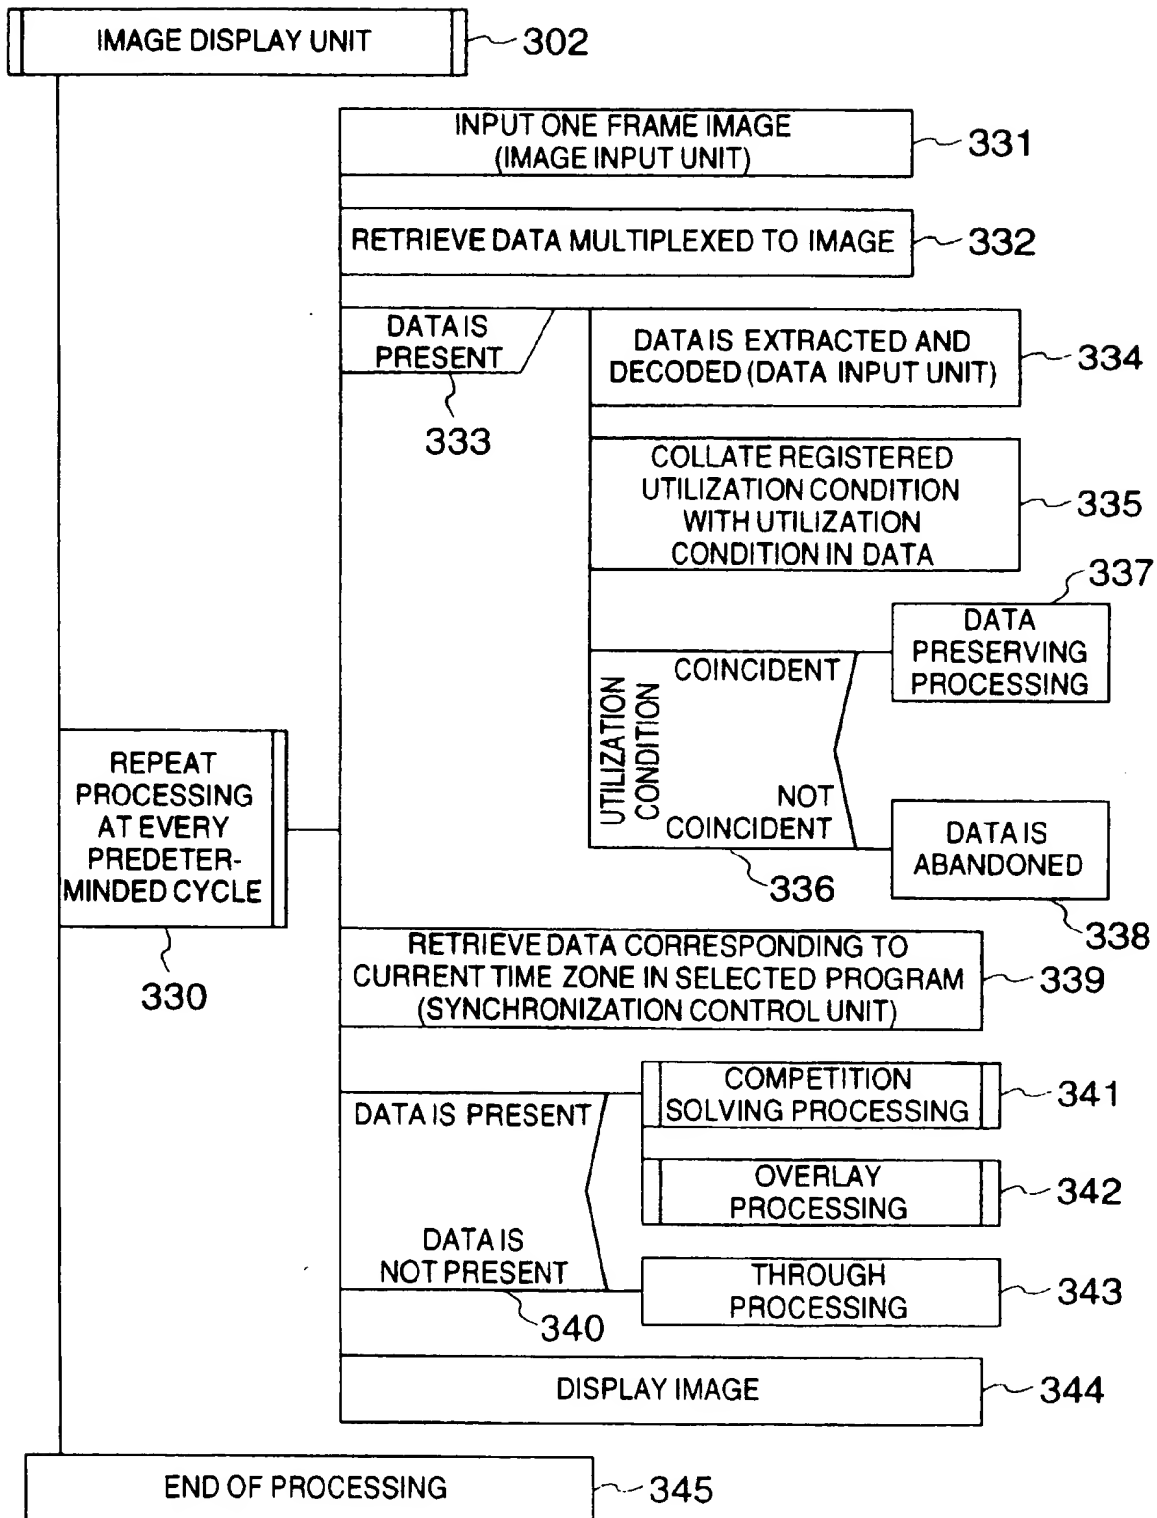 IMAGE DISPLAY UNIT
302
INPUT ONE FRAME IMAGE
(IMAGE INPUT UNIT)
331
RETRIEVE DATA MULTIPLEXED TO IMAGE
332
DATA IS
PRESENT
333
DATA IS EXTRACTED AND
DECODED (DATA INPUT UNIT)
334
COLLATE REGISTERED
UTILIZATION CONDITION
WITH UTILIZATION
CONDITION IN DATA
335
UTILIZATION
CONDITION
COINCIDENT
NOT
COINCIDENT
336
DATA
PRESERVING
PROCESSING
337
DATA IS
ABANDONED
338
REPEAT
PROCESSING
AT EVERY
PREDETER-
MINDED CYCLE
330
RETRIEVE DATA CORRESPONDING TO
CURRENT TIME ZONE IN SELECTED PROGRAM
(SYNCHRONIZATION CONTROL UNIT)
339
DATA IS PRESENT
DATA IS
NOT PRESENT
340
COMPETITION
SOLVING PROCESSING
341
OVERLAY
PROCESSING
342
THROUGH
PROCESSING
343
DISPLAY IMAGE
344
END OF PROCESSING
345